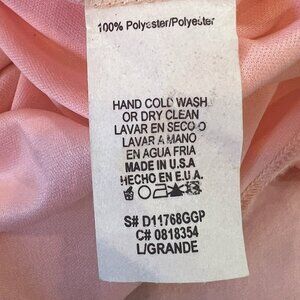 100% Polyester/Polyester
HAND COLD WASH
OR DRY CLEAN
LAVAR EN SECO O
LAVAR A MANO
EN AGUA FRIA
MADE IN U.S.A
HECHO EN E.U.A.
S# D11768GGP
C# 0818354
L/GRANDE